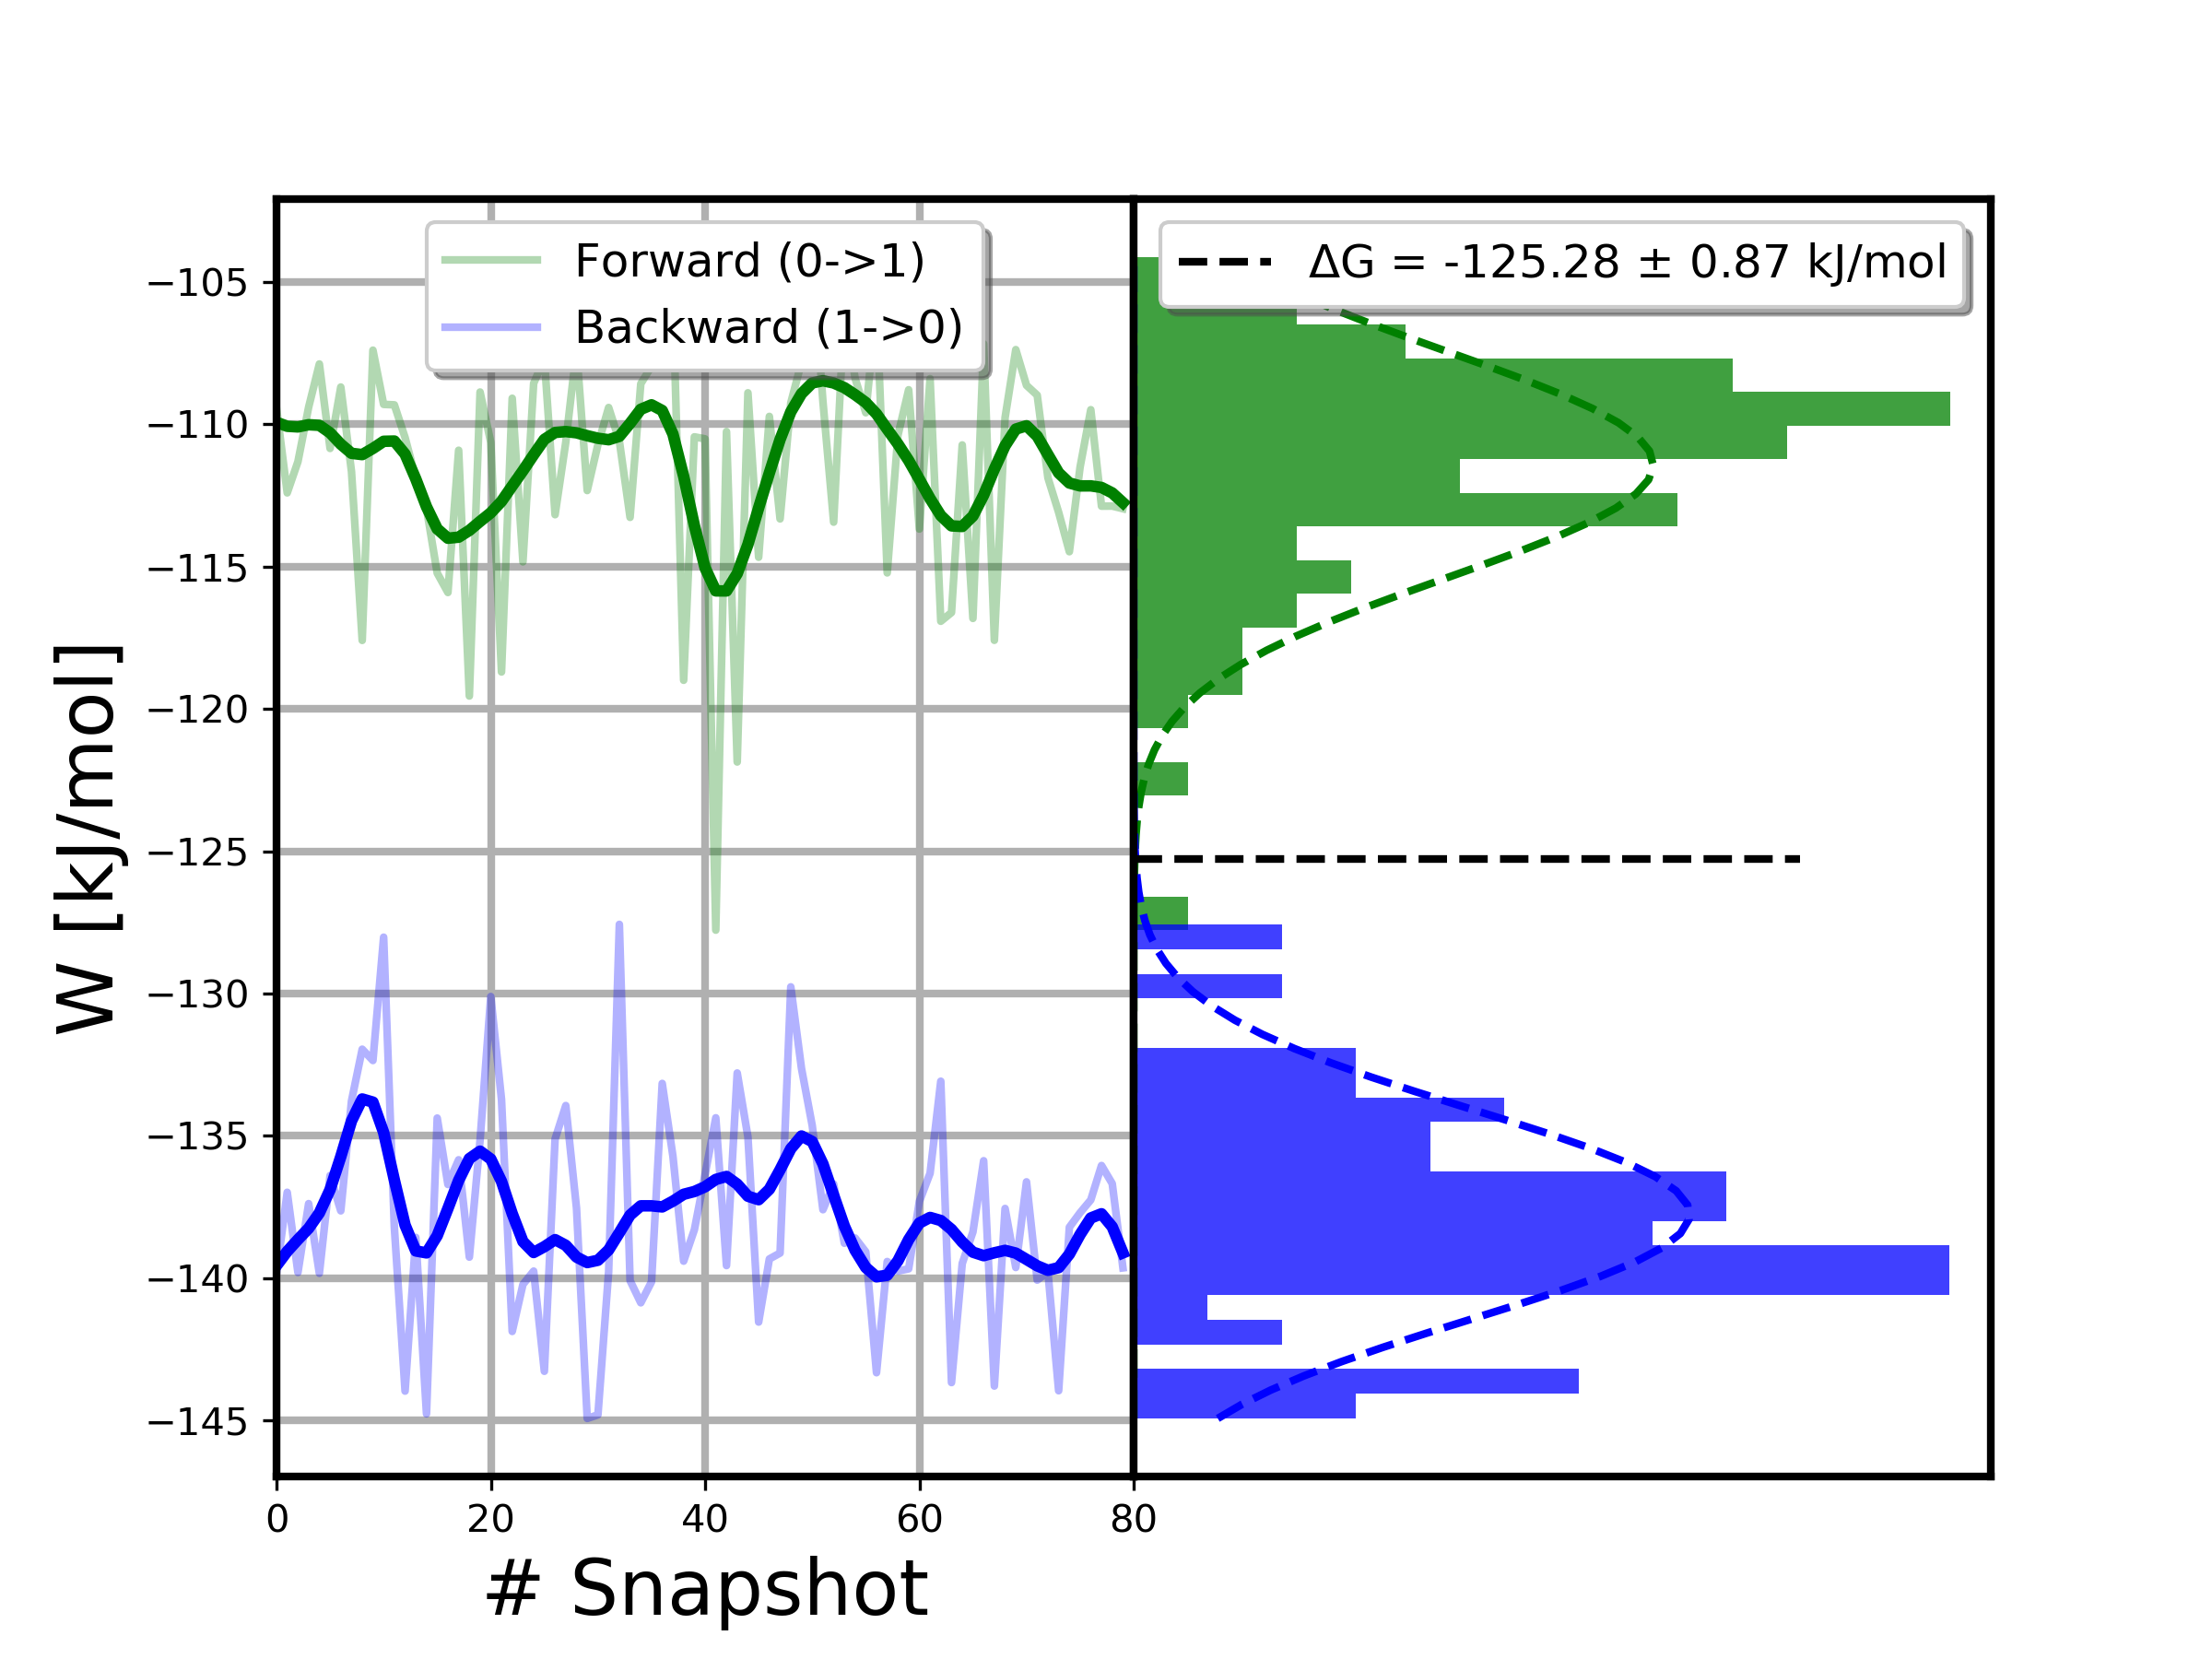 Forward (0->1)
Backward (1->0)
ΔG = -125.28 ± 0.87 kJ/mol
W [kJ/mol]
−105
−110
−115
−120
−125
−130
−135
−140
−145
0 20 40 60 80
# Snapshot